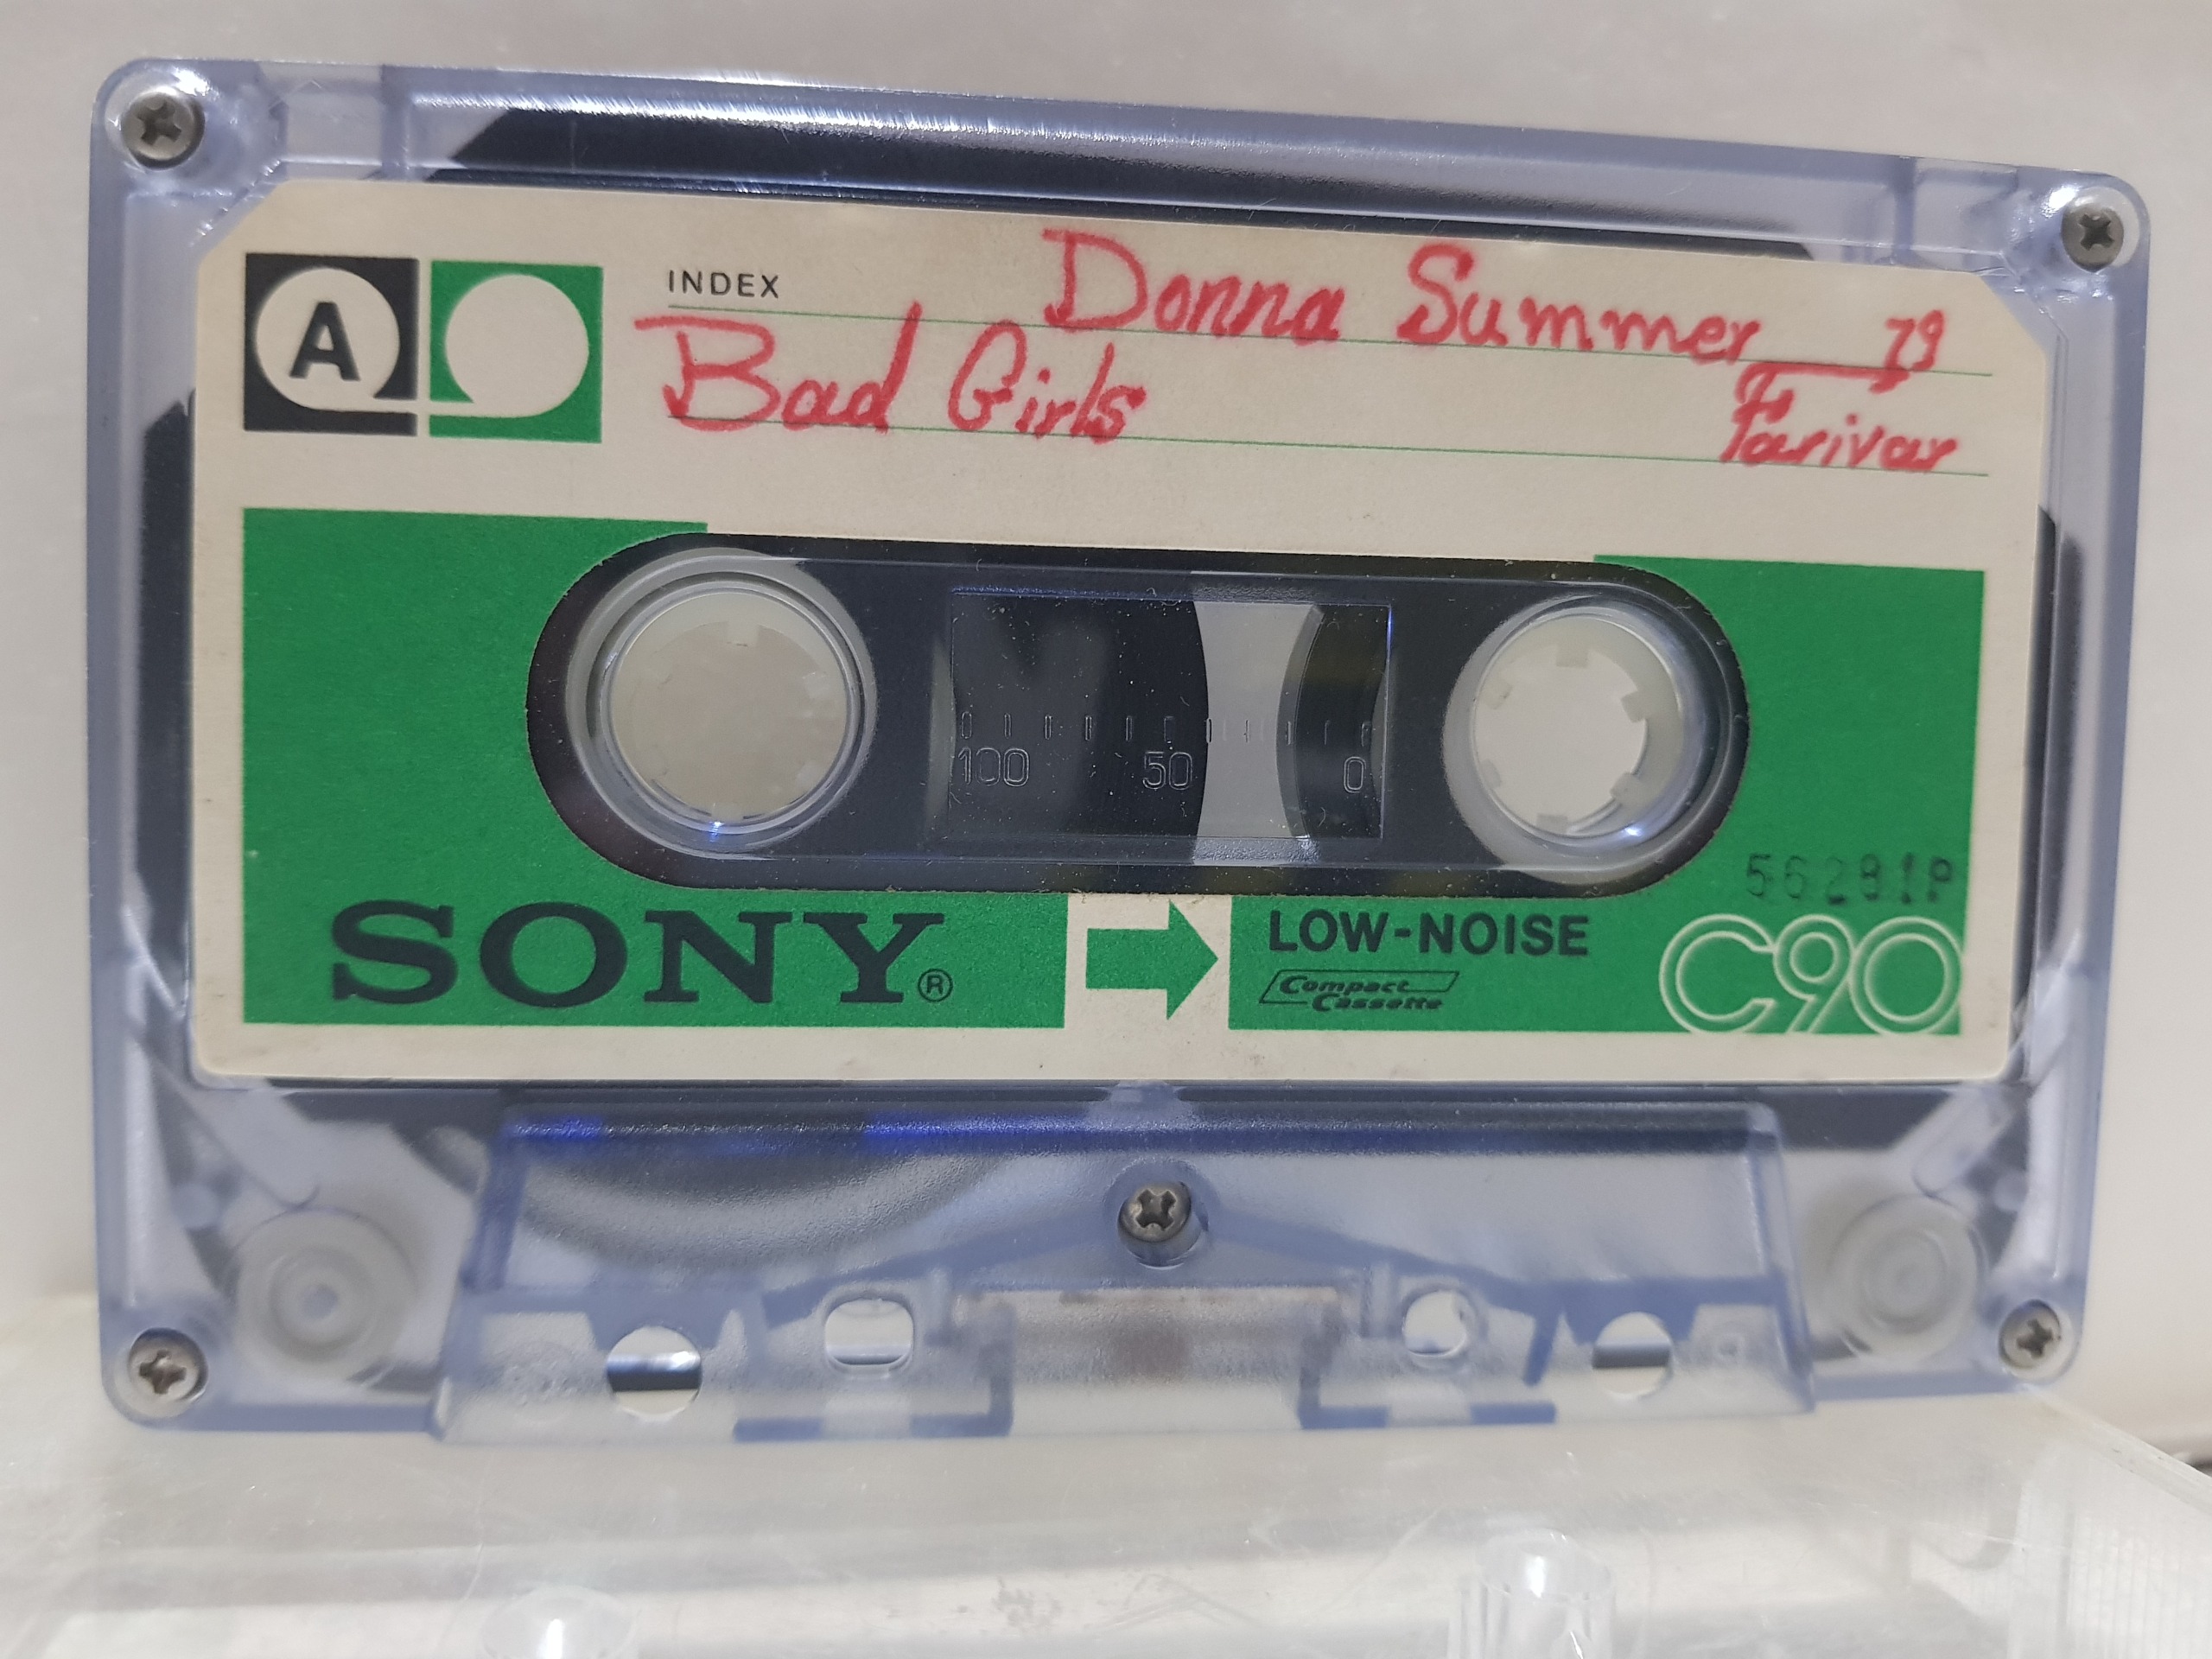 A
INDEX
Donna Summer 79
Bad Girls
Farivar
100 50 0
56281P
SONY®
LOW-NOISE
Compact
Cassette
C90